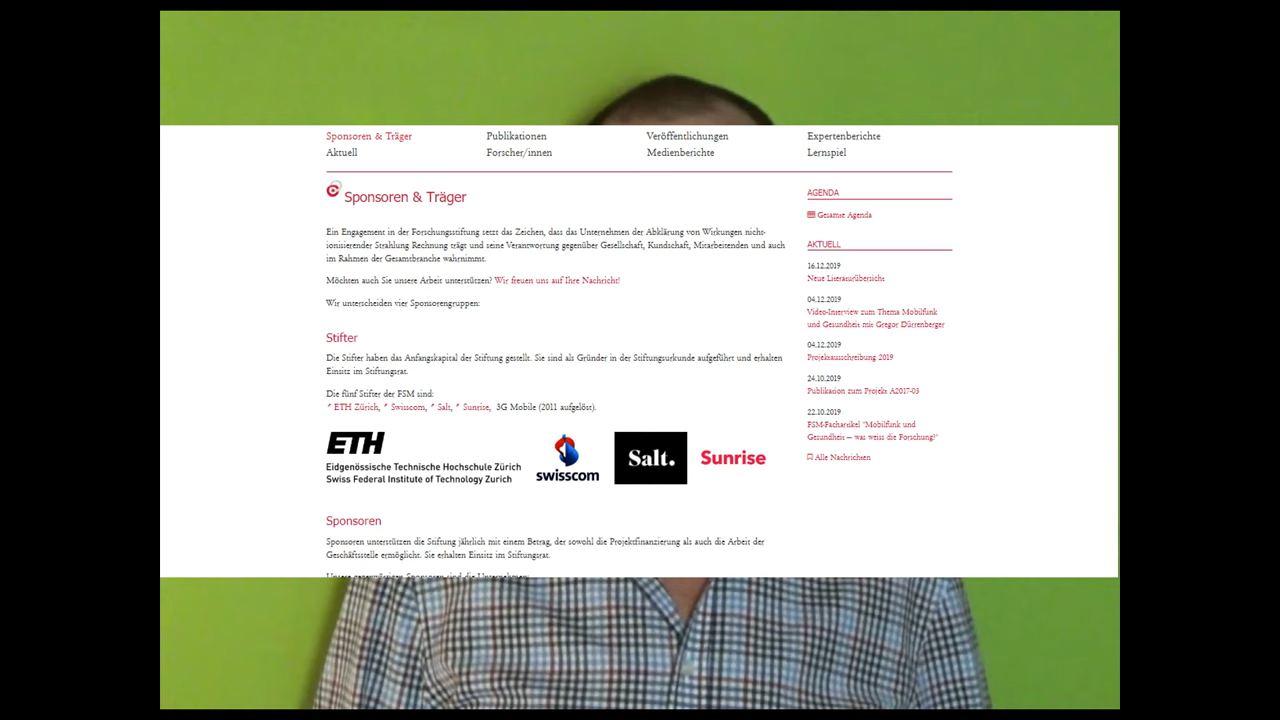 Sponsoren & Träger
Publikationen
Veröffentlichungen
Expertenberichte
Aktuell
Forscher/innen
Medienberichte
Lernspiel
Sponsoren & Träger
Ein Engagement in der Forschungsstiftung setzt das Zeichen, dass das Unternehmen der Abklärung von Wirkungen nicht-
ionisierender Strahlung Rechnung trägt und seine Verantwortung gegenüber Gesellschaft, Kundschaft, Mitarbeitenden und auch
im Rahmen der Gesamtbranche wahrnimmt.
Möchten auch Sie unsere Arbeit unterstützen? Wir freuen uns auf Ihre Nachricht!
Wir unterscheiden vier Sponsorengruppen:
Stifter
Die Stifter haben das Anfangskapital der Stiftung gestellt. Sie sind als Gründer in der Stiftungsurkunde aufgeführt und erhalten
Einsitz im Stiftungsrat.
Die fünf Stifter der FSM sind:
ETH Zürich, Swisscom, Salt, Sunrise, 3G Mobile (2011 aufgelöst).
ETH
Eidgenössische Technische Hochschule Zürich
Swiss Federal Institute of Technology Zurich
swisscom
Salt.
Sunrise
Sponsoren
Sponsoren unterstützen die Stiftung jährlich mit einem Betrag, der sowohl die Projektfinanzierung als auch die Arbeit der
Geschäftsstelle ermöglicht. Sie erhalten Einsitz im Stiftungsrat.
Unsere gegenwärtigen Sponsoren sind die Unternehmen:
AGENDA
Gesamte Agenda
AKTUELL
16.12.2019
Neue Literaturübersicht
04.12.2019
Video-Interview zum Thema Mobilfunk
und Gesundheit mit Gregor Dürrenberger
04.12.2019
Projektausschreibung 2019
24.10.2019
Publikation zum Projekt A2017-03
22.10.2019
FSM-Fachartikel "Mobilfunk und
Gesundheit – was weiss die Forschung?"
Alle Nachrichten